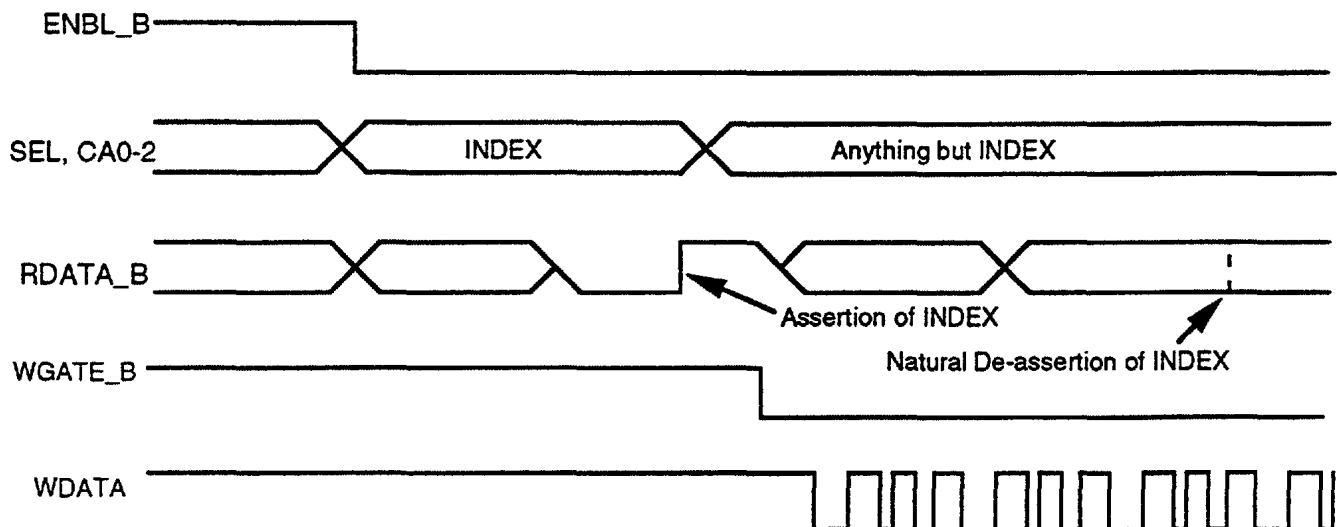 ENBL_B
SEL, CA0-2
INDEX
Anything but INDEX
RDATA_B
Assertion of INDEX
Natural De-assertion of INDEX
WGATE_B
WDATA